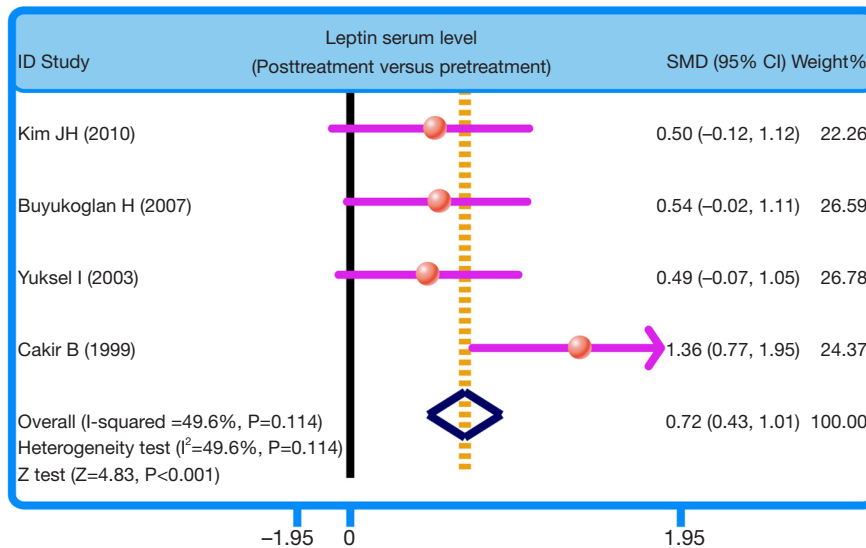 ID Study Leptin serum level SMD (95% CI) Weight%
(Posttreatment versus pretreatment)
Kim JH (2010) 0.50 (–0.12, 1.12) 22.26
Buyukoglan H (2007) 0.54 (–0.02, 1.11) 26.59
Yuksel I (2003) 0.49 (–0.07, 1.05) 26.78
Cakir B (1999) 1.36 (0.77, 1.95) 24.37
Overall (I-squared =49.6%, P=0.114) 0.72 (0.43, 1.01) 100.00
Heterogeneity test (I²=49.6%, P=0.114)
Z test (Z=4.83, P<0.001)
–1.95 0 1.95